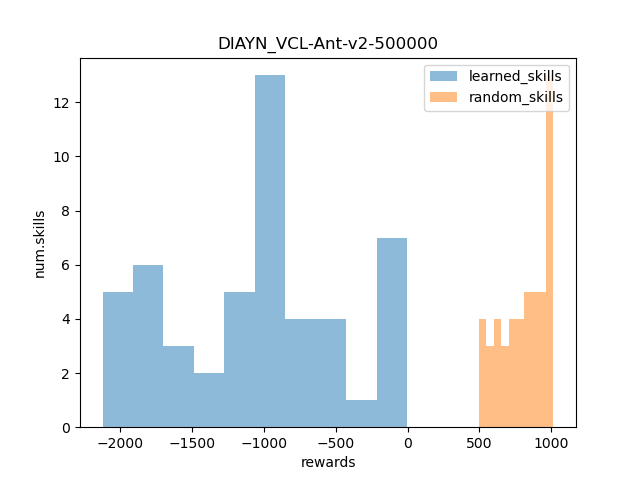 DIAYN_VCL-Ant-v2-500000
learned_skills
random_skills
num.skills
12
10
8
6
4
2
0
−2000 −1500 −1000 −500 0 500 1000
rewards